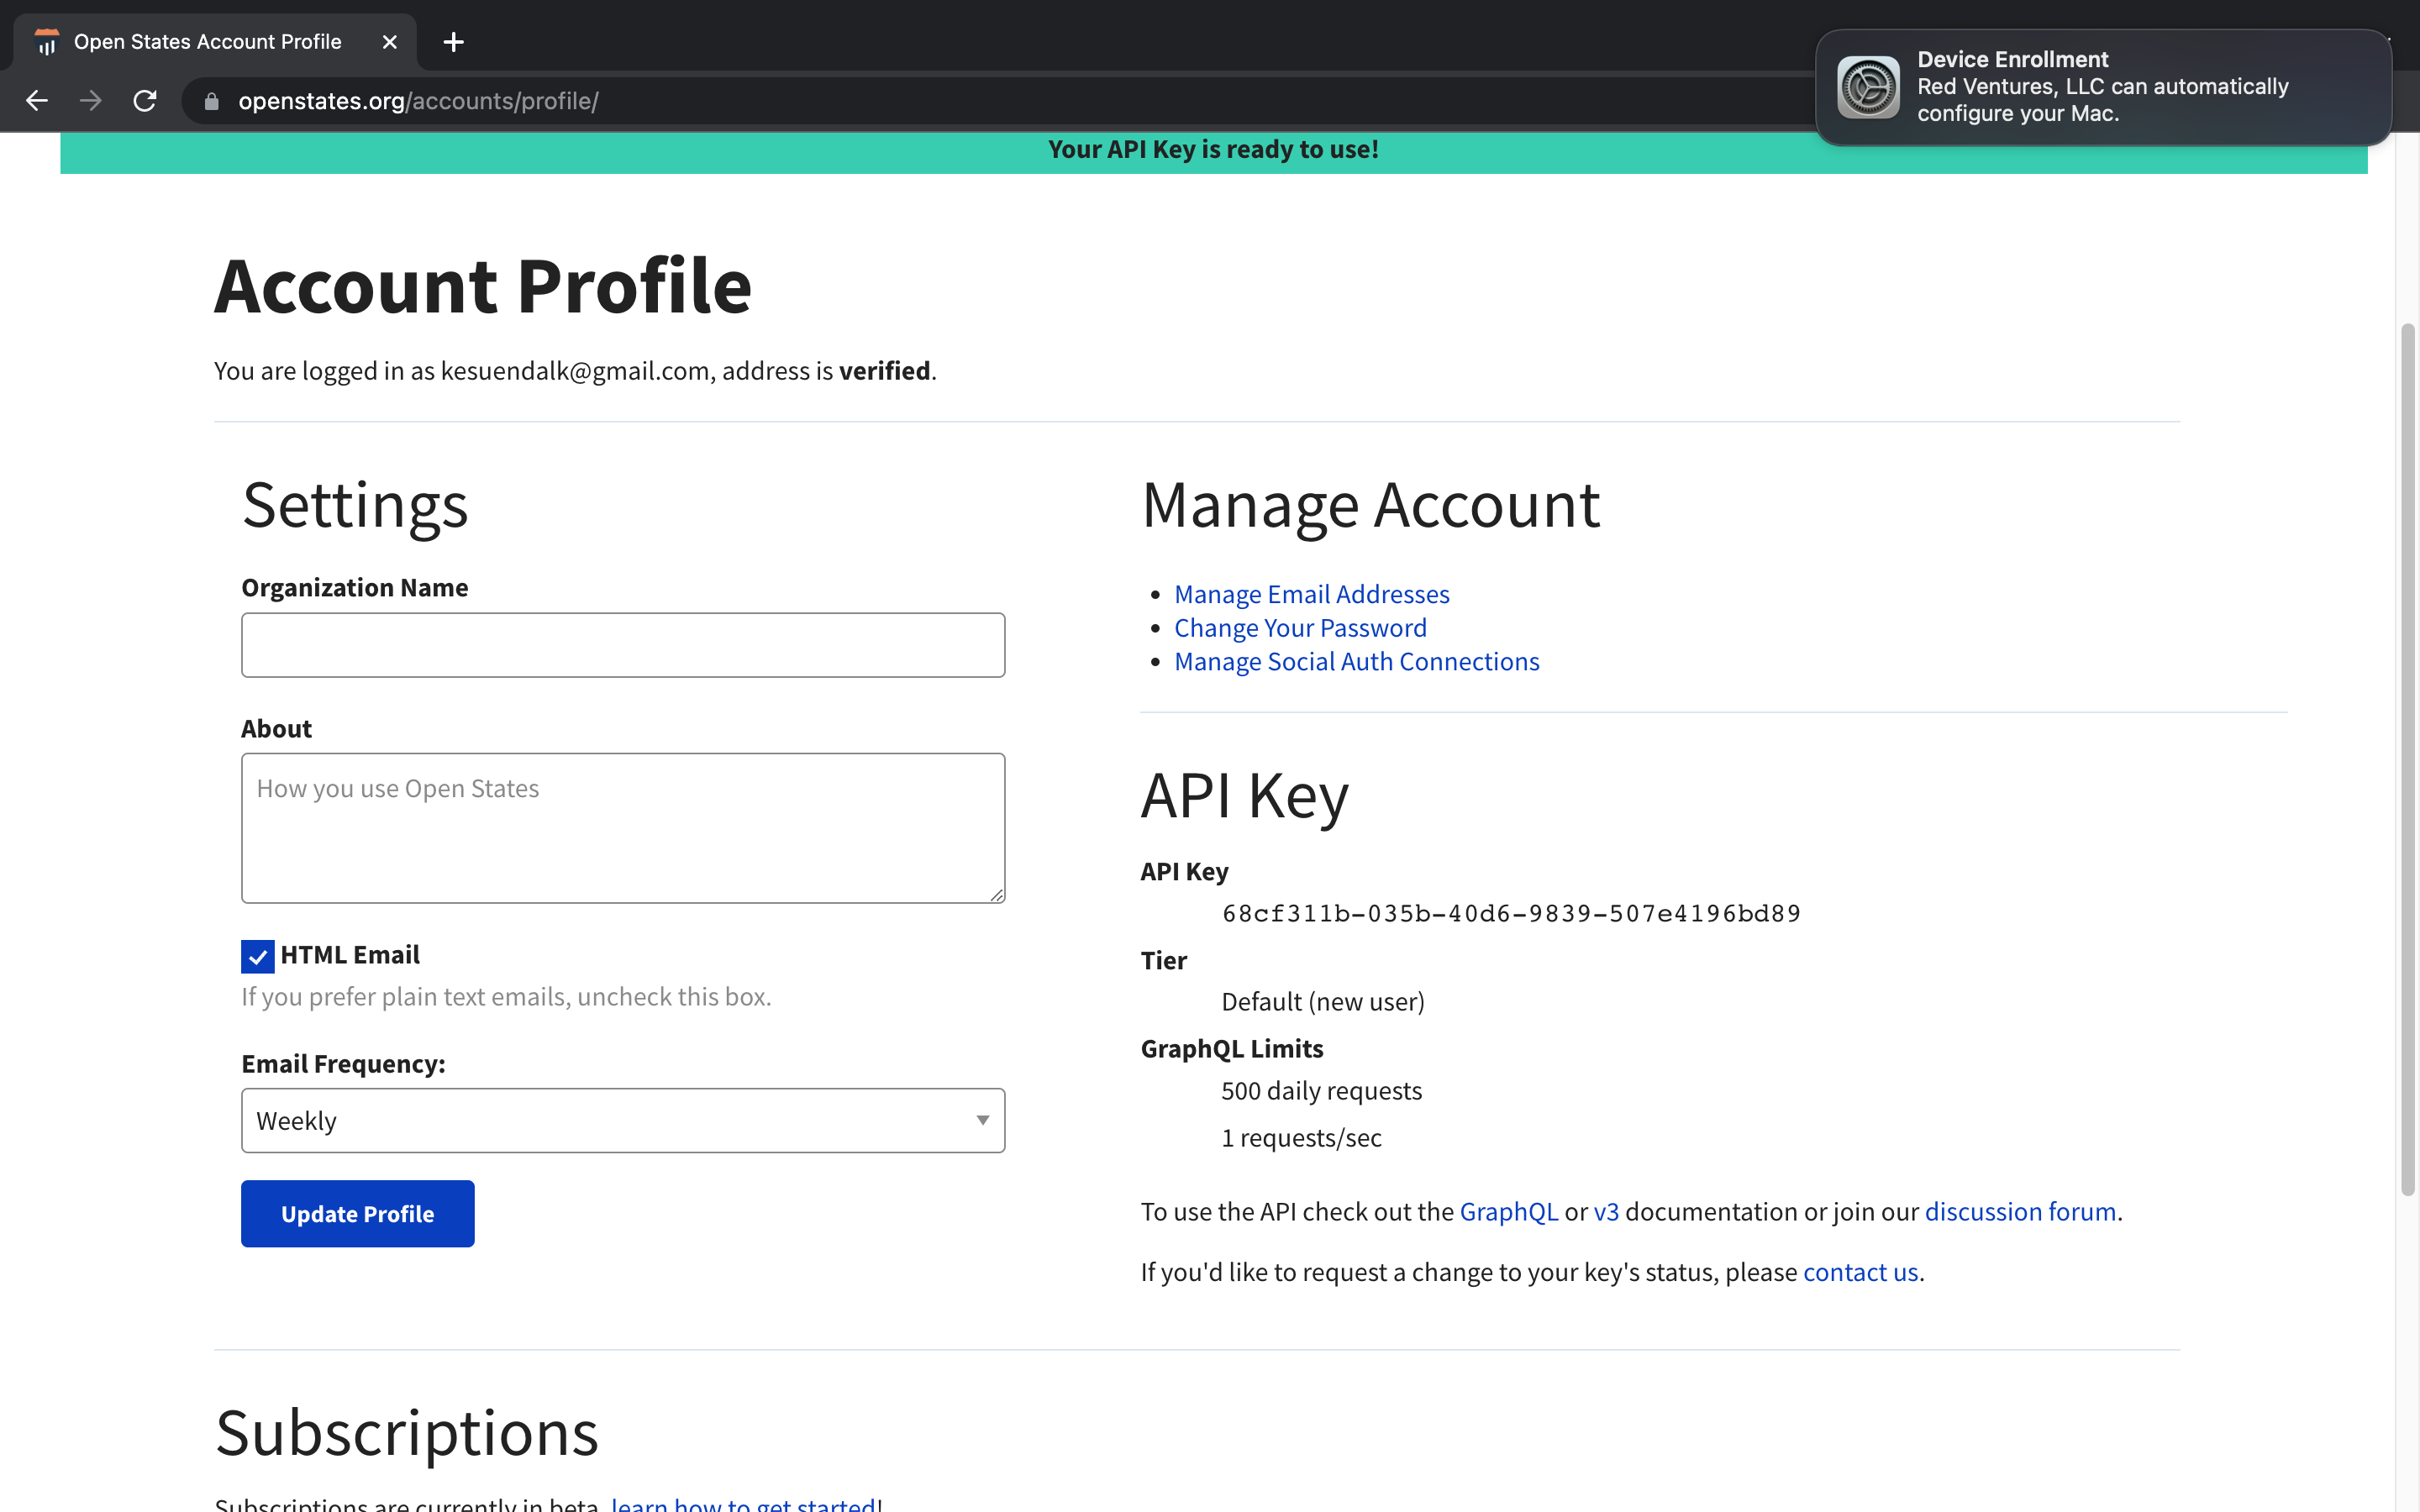 Open States Account Profile
Device Enrollment
Red Ventures, LLC can automatically
configure your Mac.
openstates.org/accounts/profile/
Your API Key is ready to use!
Account Profile
You are logged in as kesuendalk@gmail.com, address is verified.
Settings
Organization Name
About
How you use Open States
HTML Email
If you prefer plain text emails, uncheck this box.
Email Frequency:
Weekly
Update Profile
Manage Account
Manage Email Addresses
Change Your Password
Manage Social Auth Connections
API Key
API Key
68cf311b-035b-40d6-9839-507e4196bd89
Tier
Default (new user)
GraphQL Limits
500 daily requests
1 requests/sec
To use the API check out the GraphQL or v3 documentation or join our discussion forum.
If you'd like to request a change to your key's status, please contact us.
Subscriptions
Subscriptions are currently in beta, learn how to get started!